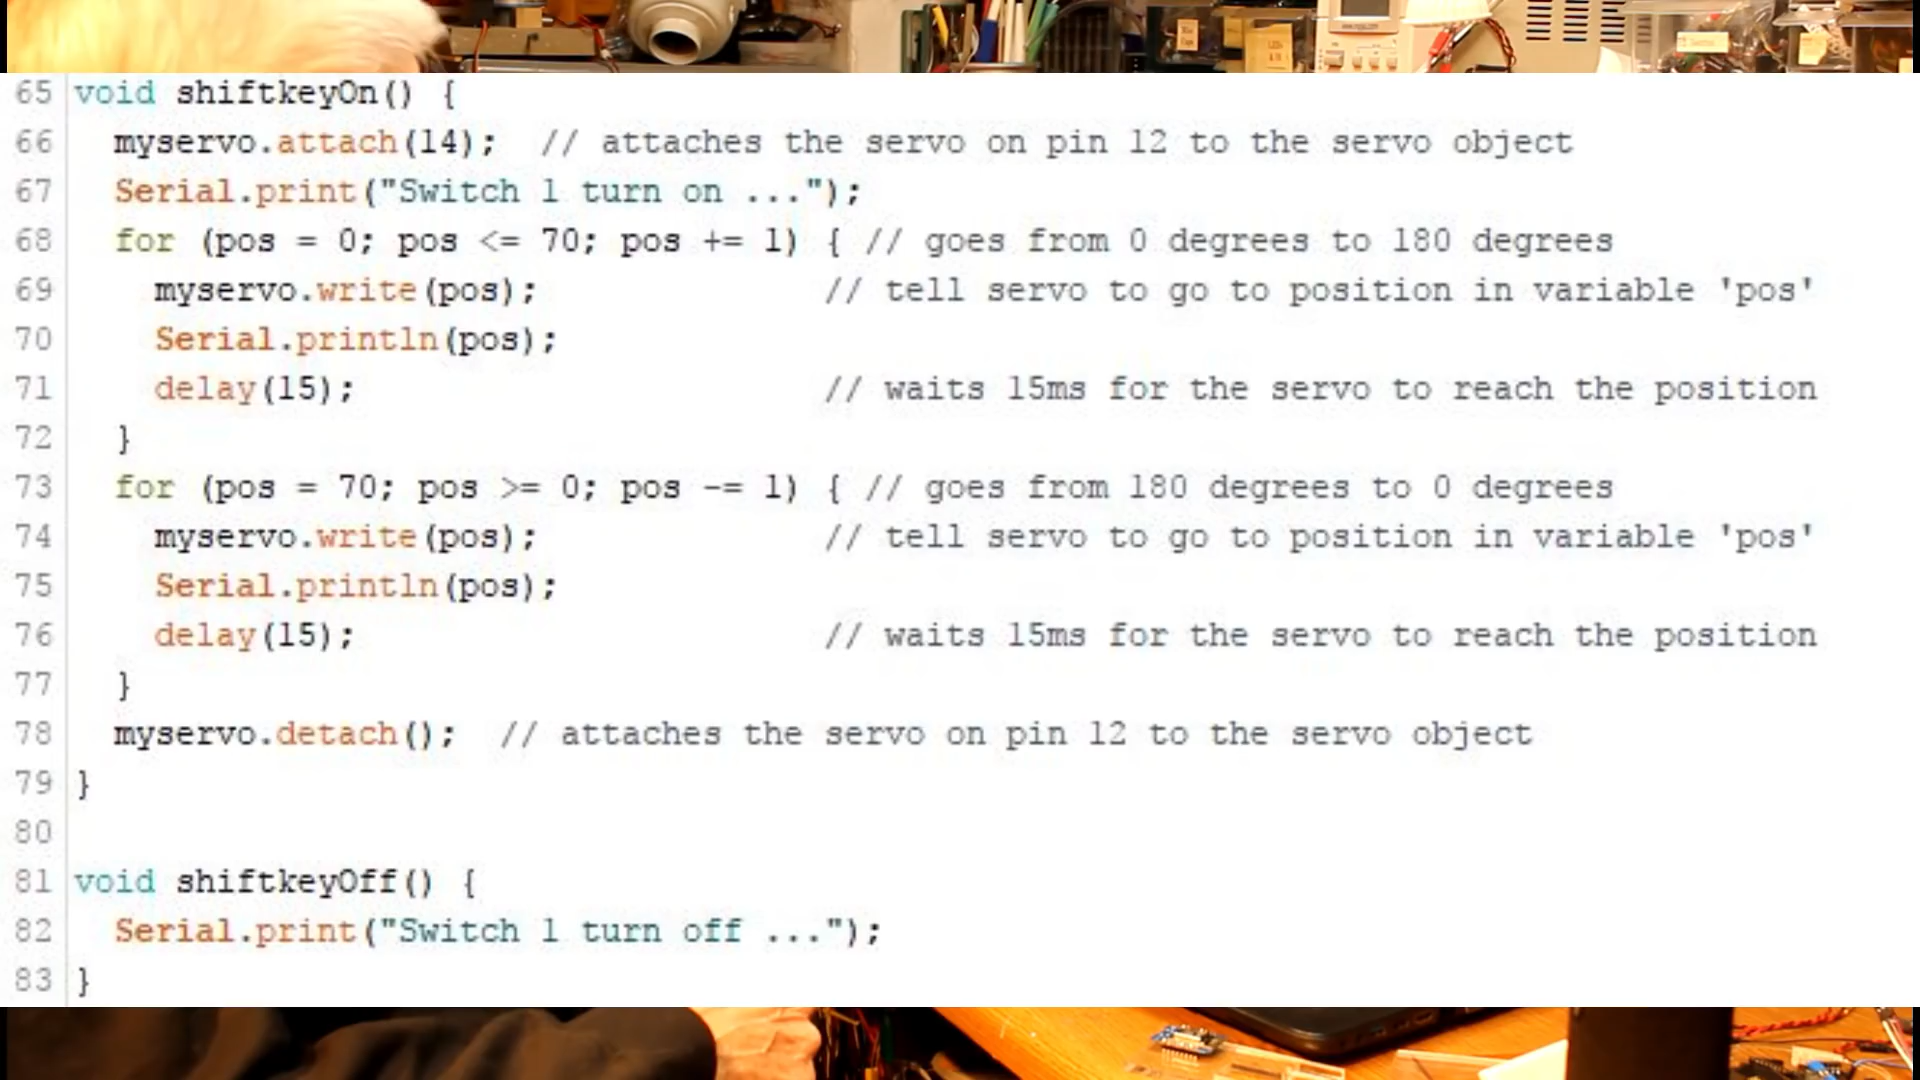 65 void shiftkeyOn() {
66   myservo.attach(14);  // attaches the servo on pin 12 to the servo object
67   Serial.print("Switch 1 turn on ...");
68   for (pos = 0; pos <= 70; pos += 1) { // goes from 0 degrees to 180 degrees
69     myservo.write(pos);              // tell servo to go to position in variable 'pos'
70     Serial.println(pos);
71     delay(15);                       // waits 15ms for the servo to reach the position
72   }
73   for (pos = 70; pos >= 0; pos -= 1) { // goes from 180 degrees to 0 degrees
74     myservo.write(pos);              // tell servo to go to position in variable 'pos'
75     Serial.println(pos);
76     delay(15);                       // waits 15ms for the servo to reach the position
77   }
78   myservo.detach();  // attaches the servo on pin 12 to the servo object
79 }
80
81 void shiftkeyOff() {
82   Serial.print("Switch 1 turn off ...");
83 }